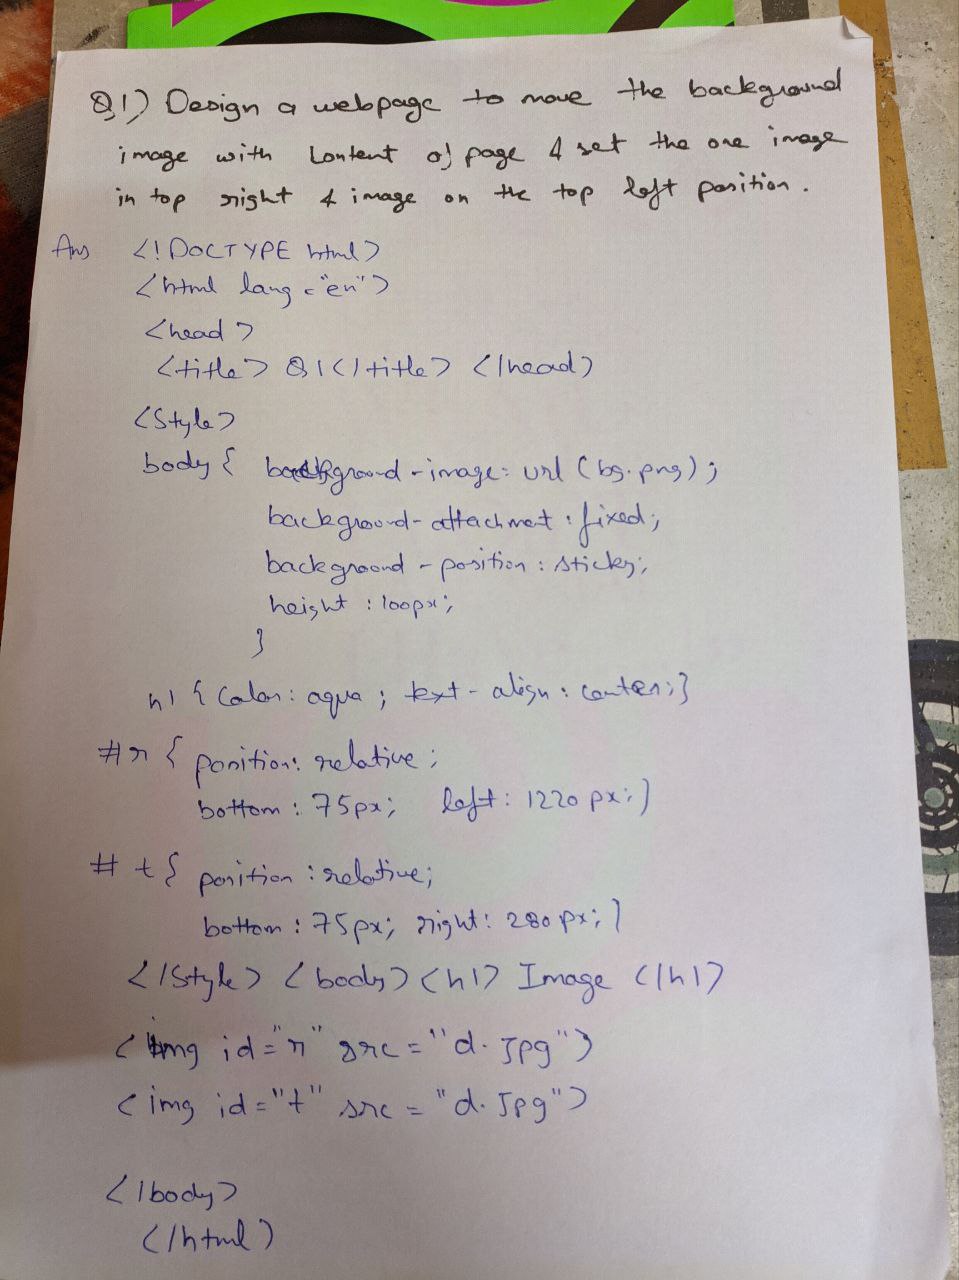 Q1) Design a webpage to move the background
image with Content of page & set the one image
in top right & image on the top left position.
Ans <!DOCTYPE html>
<html lang="en">
<head>
<title> Q1</title> </head>
<Style>
body { background-image: url (bg.png);
background-attachment: fixed;
background-position: sticky;
height: 100px;
}
h1 { Color: aqua; text-align: center;}
#r { position: relative;
bottom: 75px; left: 1220 px;}
# t { position: relative;
bottom: 75px; right: 280 px;}
</Style> <body> <h1> Image </h1>
<img id="r" src="d.Jpg">
<img id="t" src="d.Jpg">
</body>
</html>